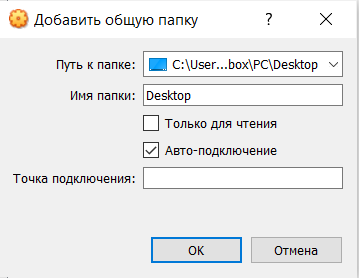 Добавить общую папку
Путь к папке: C:\User...box\PC\Desktop
Имя папки: Desktop
Только для чтения
Авто-подключение
Точка подключения:
OK Отмена